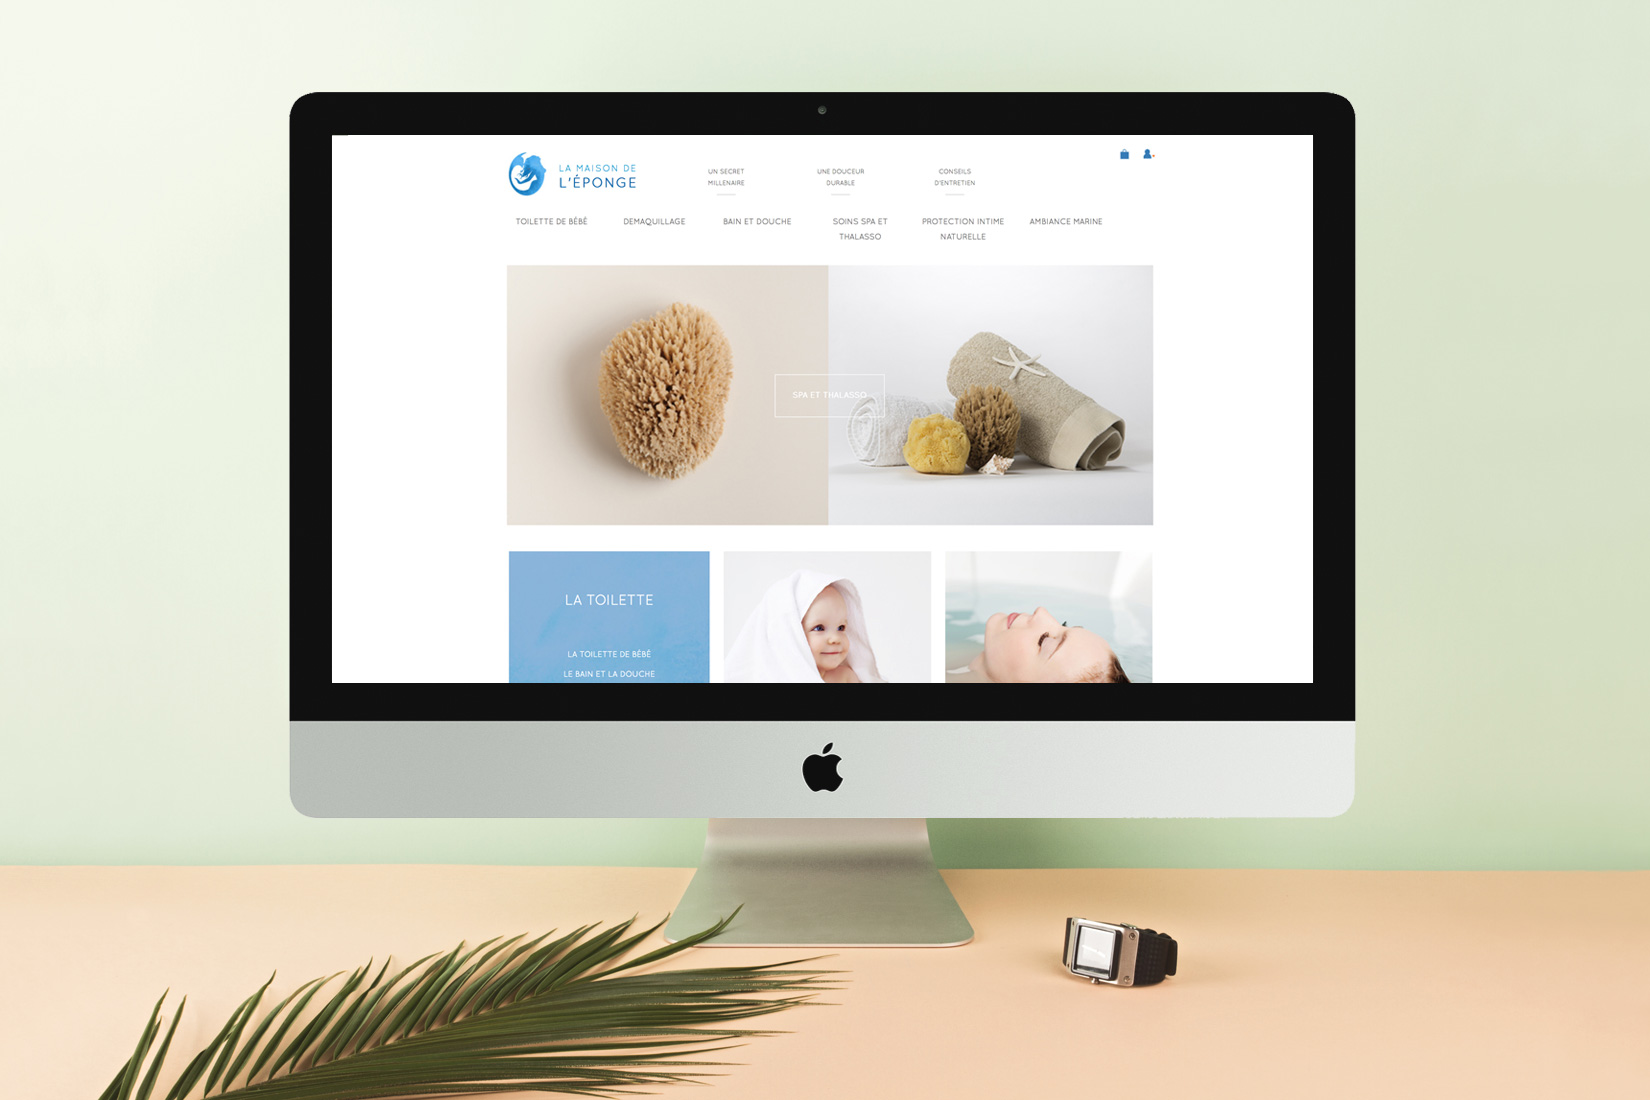 LA MAISON DE
L'ÉPONGE
UN SECRET
MILLENAIRE
UNE DOUCEUR
DURABLE
CONSEILS
D'ENTRETIEN
TOILETTE DE BÉBÉ
DEMAQUILLAGE
BAIN ET DOUCHE
SOINS SPA ET
THALASSO
PROTECTION INTIME
NATURELLE
AMBIANCE MARINE
SPA ET THALASSO
LA TOILETTE
LA TOILETTE DE BÉBÉ
LE BAIN ET LA DOUCHE